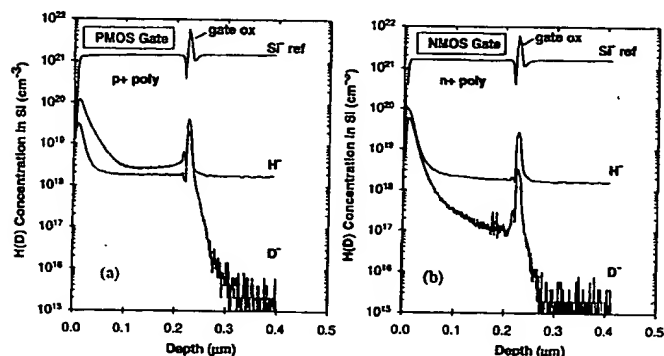 PMOS Gate
gate ox
Si⁻ ref
p+ poly
H⁻
D⁻
(a)
H(D) Concentration in Si (cm⁻³)
10²²
10²¹
10²⁰
10¹⁹
10¹⁸
10¹⁷
10¹⁶
10¹⁵
0.0 0.1 0.2 0.3 0.4 0.5
Depth (μm)
NMOS Gate
gate ox
Si⁻ ref
n+ poly
H⁻
D⁻
(b)
H(D) Concentration in Si (cm⁻³)
10²²
10²¹
10²⁰
10¹⁹
10¹⁸
10¹⁷
10¹⁶
10¹⁵
0.0 0.1 0.2 0.3 0.4 0.5
Depth (μm)